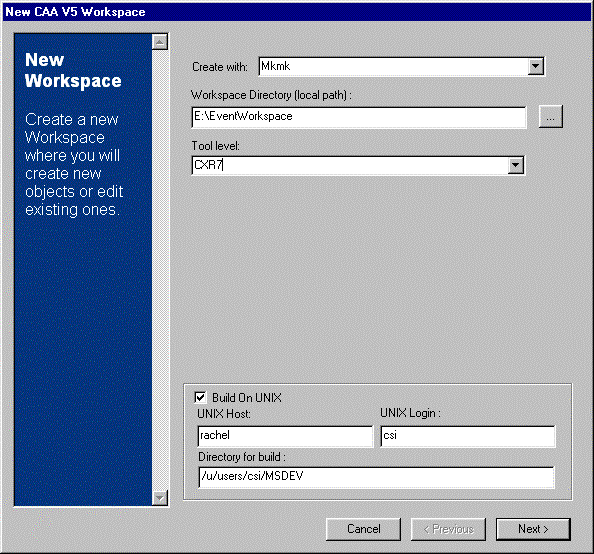 New CAA V5 Workspace
New
Workspace
Create a new
Workspace
where you will
create new
objects or edit
existing ones.
Create with: Mkmk
Workspace Directory (local path) :
E:\EventWorkspace
...
Tool level:
CXR7
Build On UNIX
UNIX Host: UNIX Login :
rachel csi
Directory for build :
/u/users/csi/MSDEV
Cancel < Previous Next >